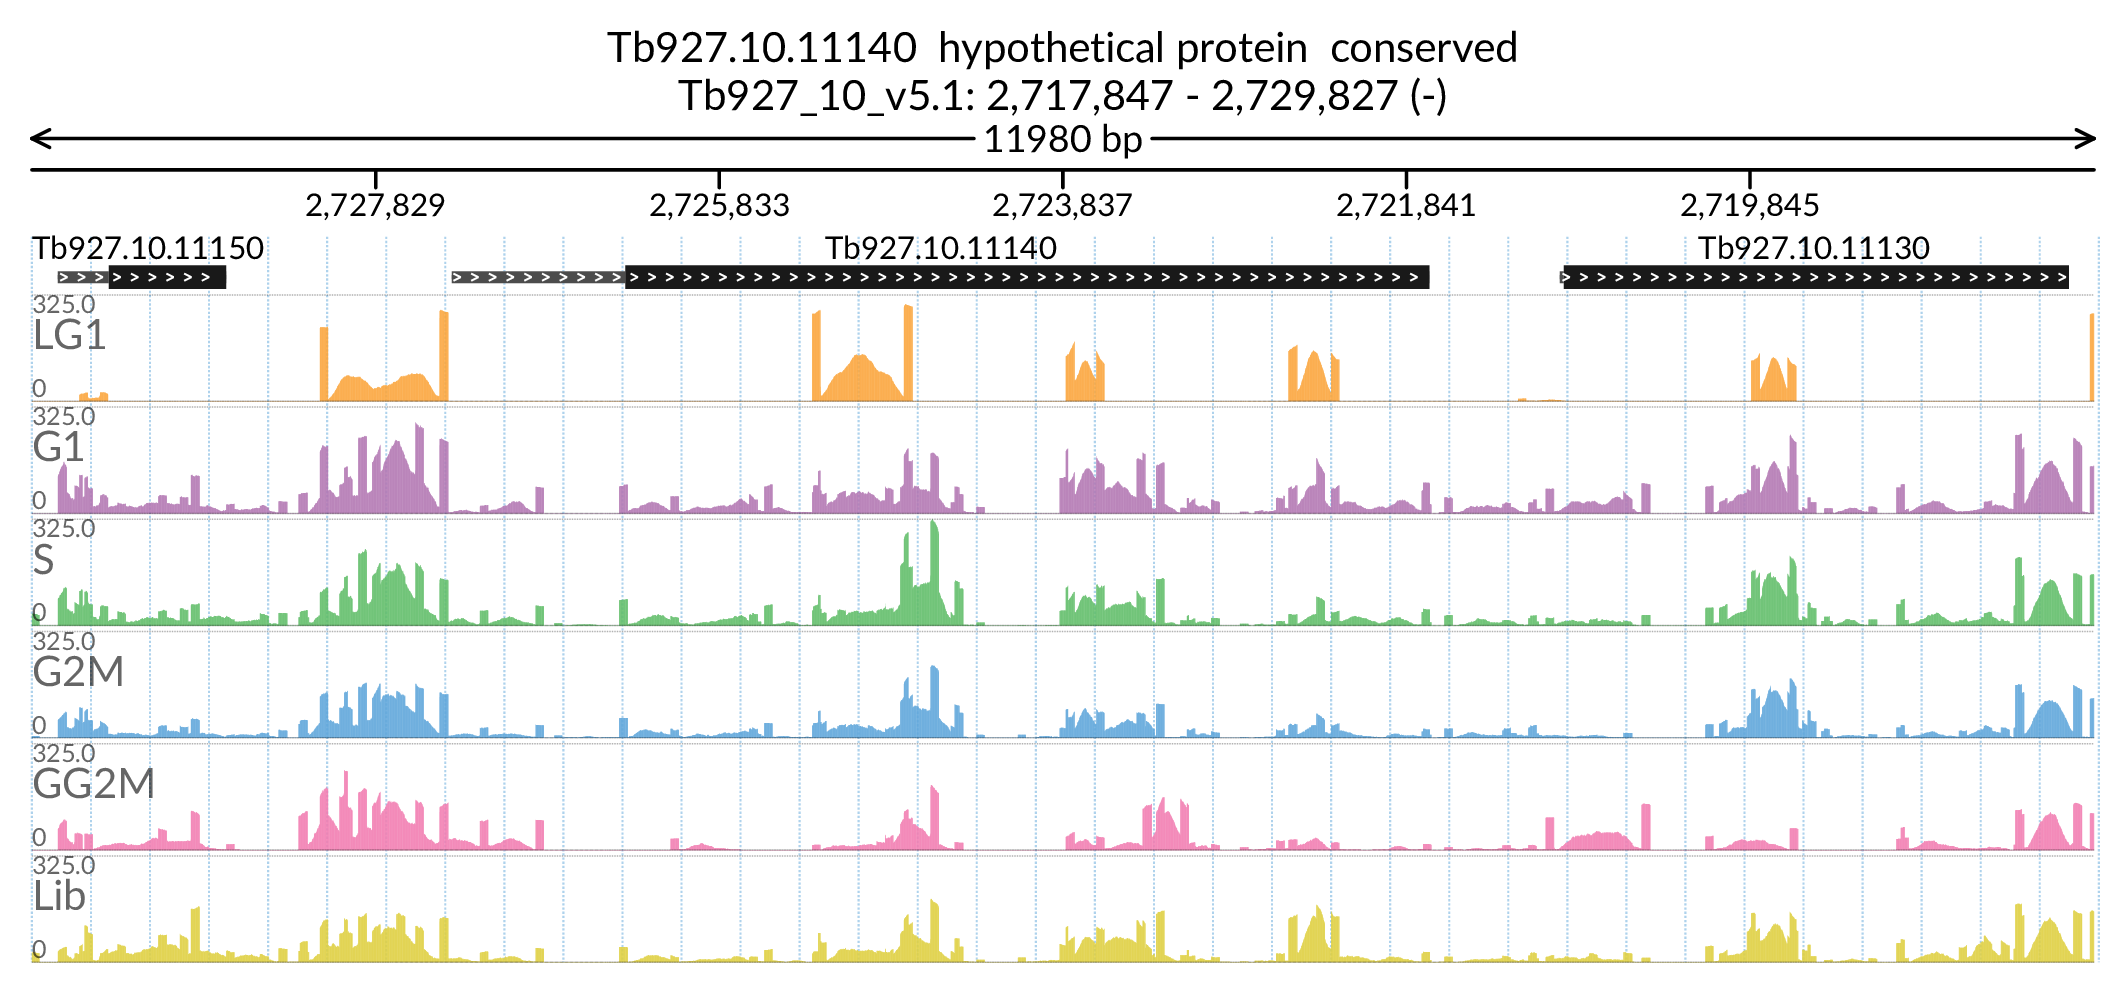 Tb927.10.11140 hypothetical protein conserved
Tb927_10_v5.1: 2,717,847 - 2,729,827 (-)
11980 bp
2,727,829 2,725,833 2,723,837 2,721,841 2,719,845
Tb927.10.11150 Tb927.10.11140 Tb927.10.11130
325.0
LG1
0
325.0
G1
0
325.0
S
0
325.0
G2M
0
325.0
GG2M
0
325.0
Lib
0